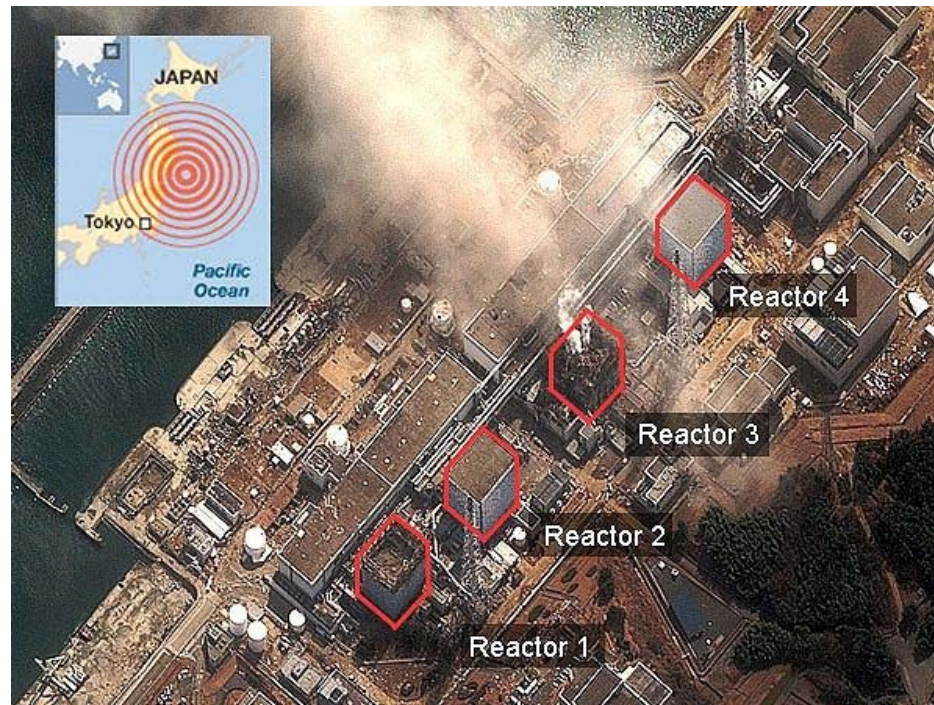 JAPAN
Tokyo
Pacific
Ocean
Reactor 4
Reactor 3
Reactor 2
Reactor 1